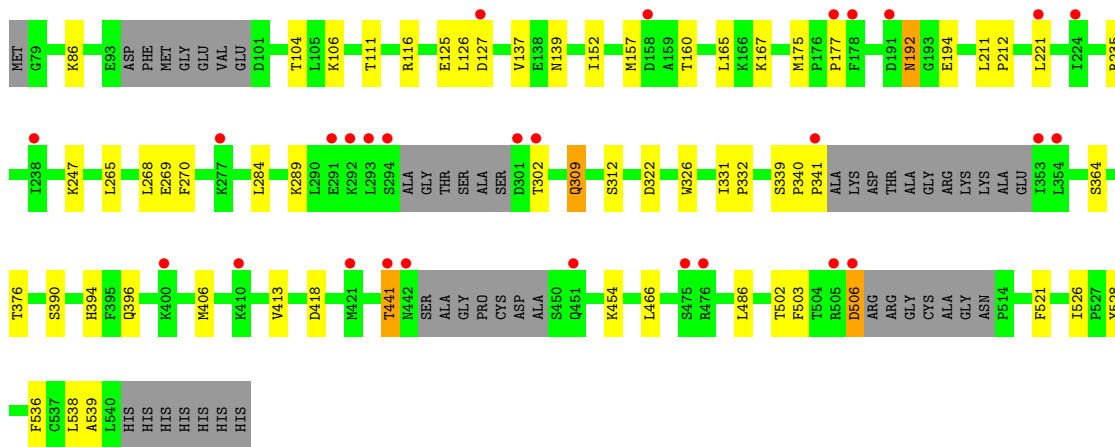 MET G79 K86 E93 ASP PHE MET GLY GLU VAL GLU D101 T104 L105 K106 T111 R116 E125 L126 D127 V137 E138 N139 I152 M157 D158 A159 T160 L165 K166 K167 M175 P176 P177 F178 D191 N192 G193 E194 L211 P212 L221 I224
I238 K247 L265 L268 E269 F270 K277 L284 K289 L290 E291 K292 L293 S294 ALA GLY THR SER ALA SER D301 T302 Q309 S312 D322 W326 I331 P332 S339 P340 P341 ALA LYS ASP THR ALA GLY ARG LYS LYS ALA GLU I353 L354 S364
T376 S390 H394 F395 Q396 K400 M406 K410 V413 D418 M421 T441 N442 SER ALA GLY PRO CYS ASP ALA S450 Q451 K454 L466 S475 R476 L486 T502 F503 T504 R505 D506 ARG ARG GLY CYS ALA GLY ASN P514 F521 I526 P527
F536 C537 L538 A539 L540 HIS HIS HIS HIS HIS HIS